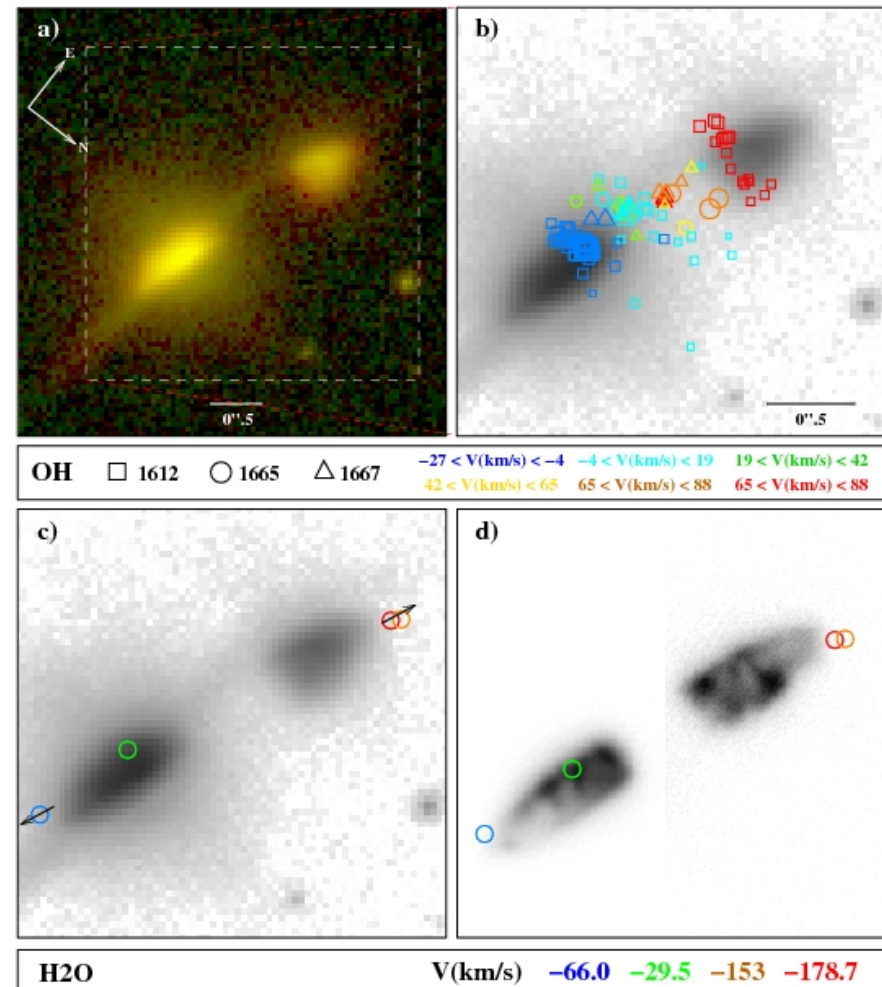 a)
E
N
0".5
b)
0".5
OH □ 1612 ○ 1665 △ 1667
−27 < V(km/s) < −4 −4 < V(km/s) < 19 19 < V(km/s) < 42
42 < V(km/s) < 65 65 < V(km/s) < 88 65 < V(km/s) < 88
c)
d)
H2O V(km/s) −66.0 −29.5 −153 −178.7